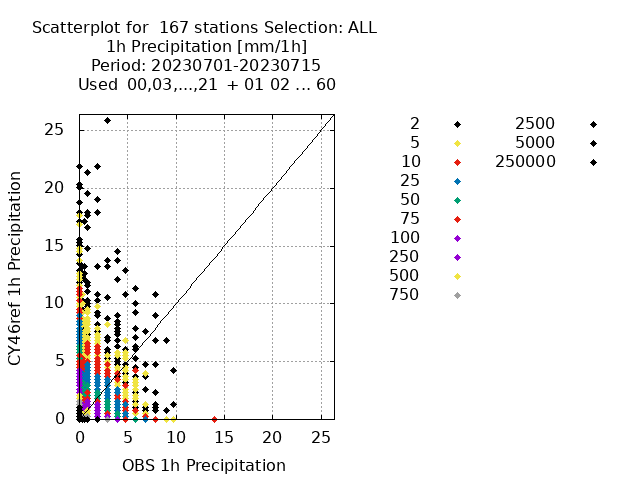 Scatterplot for 167 stations Selection: ALL
1h Precipitation [mm/1h]
Period: 20230701-20230715
Used 00,03,...,21 + 01 02 ... 60
25
20
15
10
5
0
0 5 10 15 20 25
CY46ref 1h Precipitation
OBS 1h Precipitation
2 2500
5 5000
10 250000
25
50
75
100
250
500
750